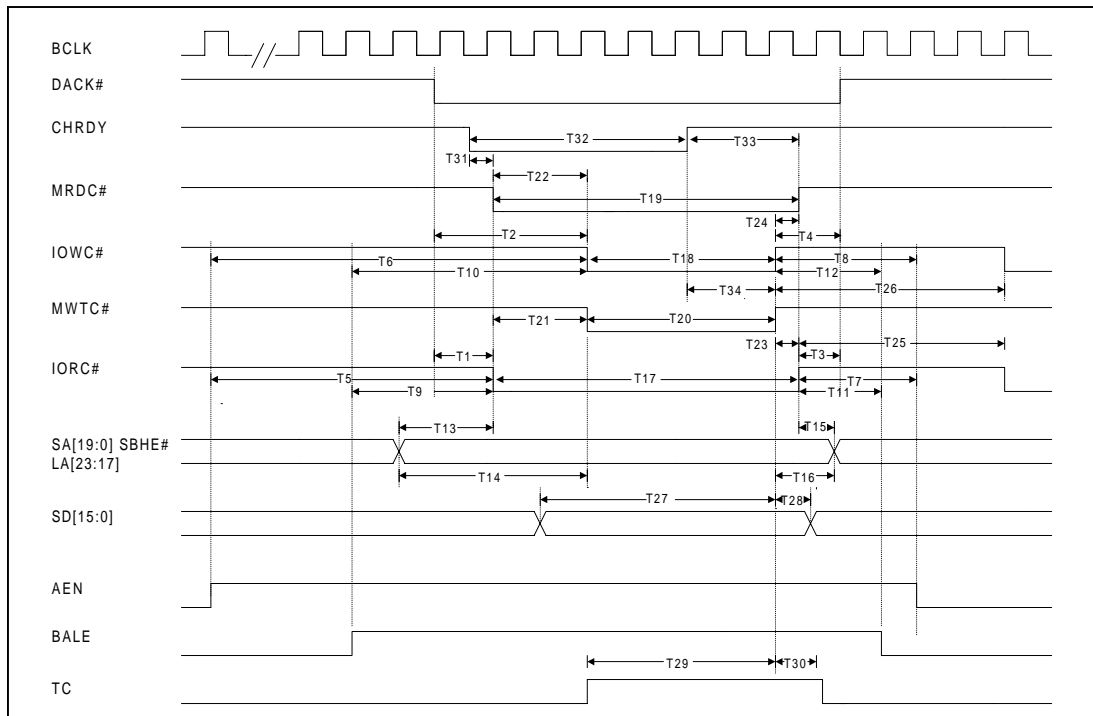 BCLK
DACK#
CHRDY
T32
T33
T31
T22
MRDC#
T19
T24
T2
T4
IOWC#
T6
T18
T8
T10
T12
T34
T26
MWTC#
T21
T20
T23
T25
T1
T3
IORC#
T5
T17
T7
T9
T11
T13
T15
SA[19:0] SBHE#
LA[23:17]
T14
T16
T27
T28
SD[15:0]
AEN
BALE
T29
T30
TC